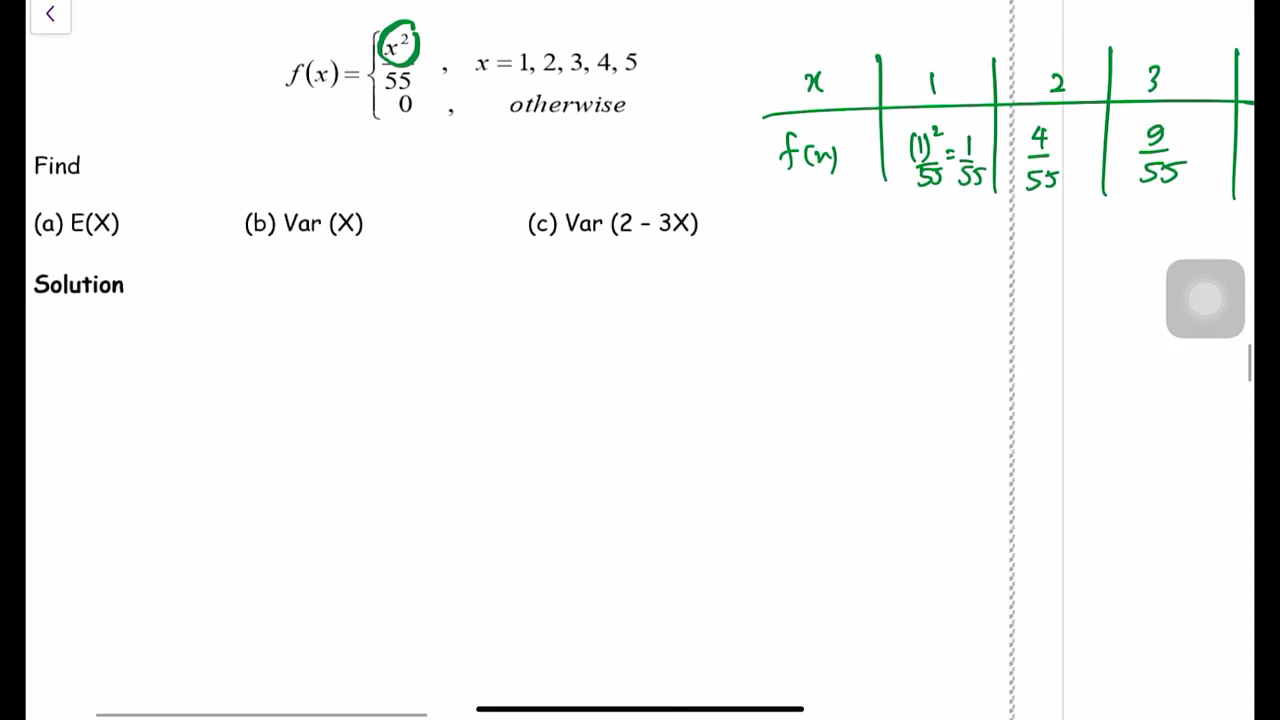 f(x) = { x² / 55 , x = 1, 2, 3, 4, 5
0 , otherwise
x | 1 | 2 | 3
f(x) | (1)²/55 = 1/55 | 4/55 | 9/55
Find
(a) E(X) (b) Var (X) (c) Var (2 – 3X)
Solution